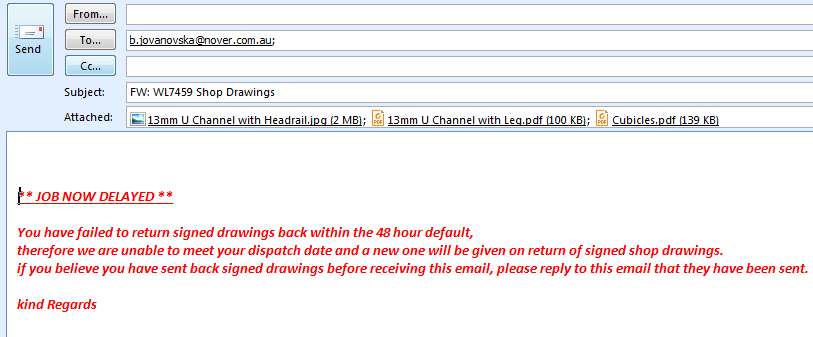 From...
Send
To...
b.jovanovska@nover.com.au;
Cc...
Subject: FW: WL7459 Shop Drawings
Attached: 13mm U Channel with Headrail.jpg (2 MB); 13mm U Channel with Leg.pdf (100 KB); Cubicles.pdf (139 KB)
** JOB NOW DELAYED **
You have failed to return signed drawings back within the 48 hour default,
therefore we are unable to meet your dispatch date and a new one will be given on return of signed shop drawings.
if you believe you have sent back signed drawings before receiving this email, please reply to this email that they have been sent.
kind Regards